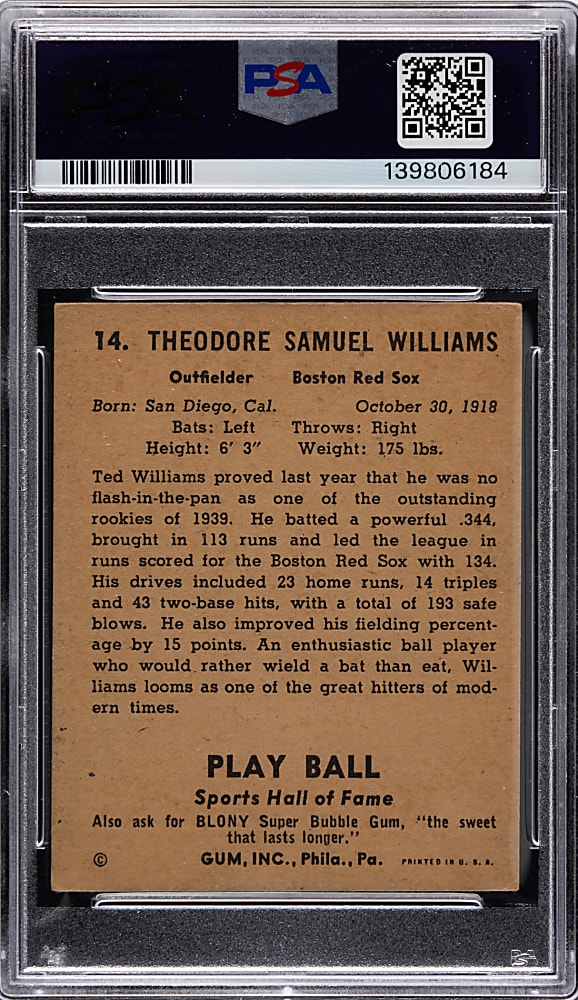 PSA
PSA
139806184
14. THEODORE SAMUEL WILLIAMS
Outfielder Boston Red Sox
Born: San Diego, Cal. October 30, 1918
Bats: Left Throws: Right
Height: 6' 3" Weight: 175 lbs.
Ted Williams proved last year that he was no
flash-in-the-pan as one of the outstanding
rookies of 1939. He batted a powerful .344,
brought in 113 runs and led the league in
runs scored for the Boston Red Sox with 134.
His drives included 23 home runs, 14 triples
and 43 two-base hits, with a total of 193 safe
blows. He also improved his fielding percent-
age by 15 points. An enthusiastic ball player
who would rather wield a bat than eat, Wil-
liams looms as one of the great hitters of mod-
ern times.
PLAY BALL
Sports Hall of Fame
Also ask for BLONY Super Bubble Gum, "the sweet
that lasts longer."
© GUM, INC., Phila., Pa. PRINTED IN U. S. A.
PSA